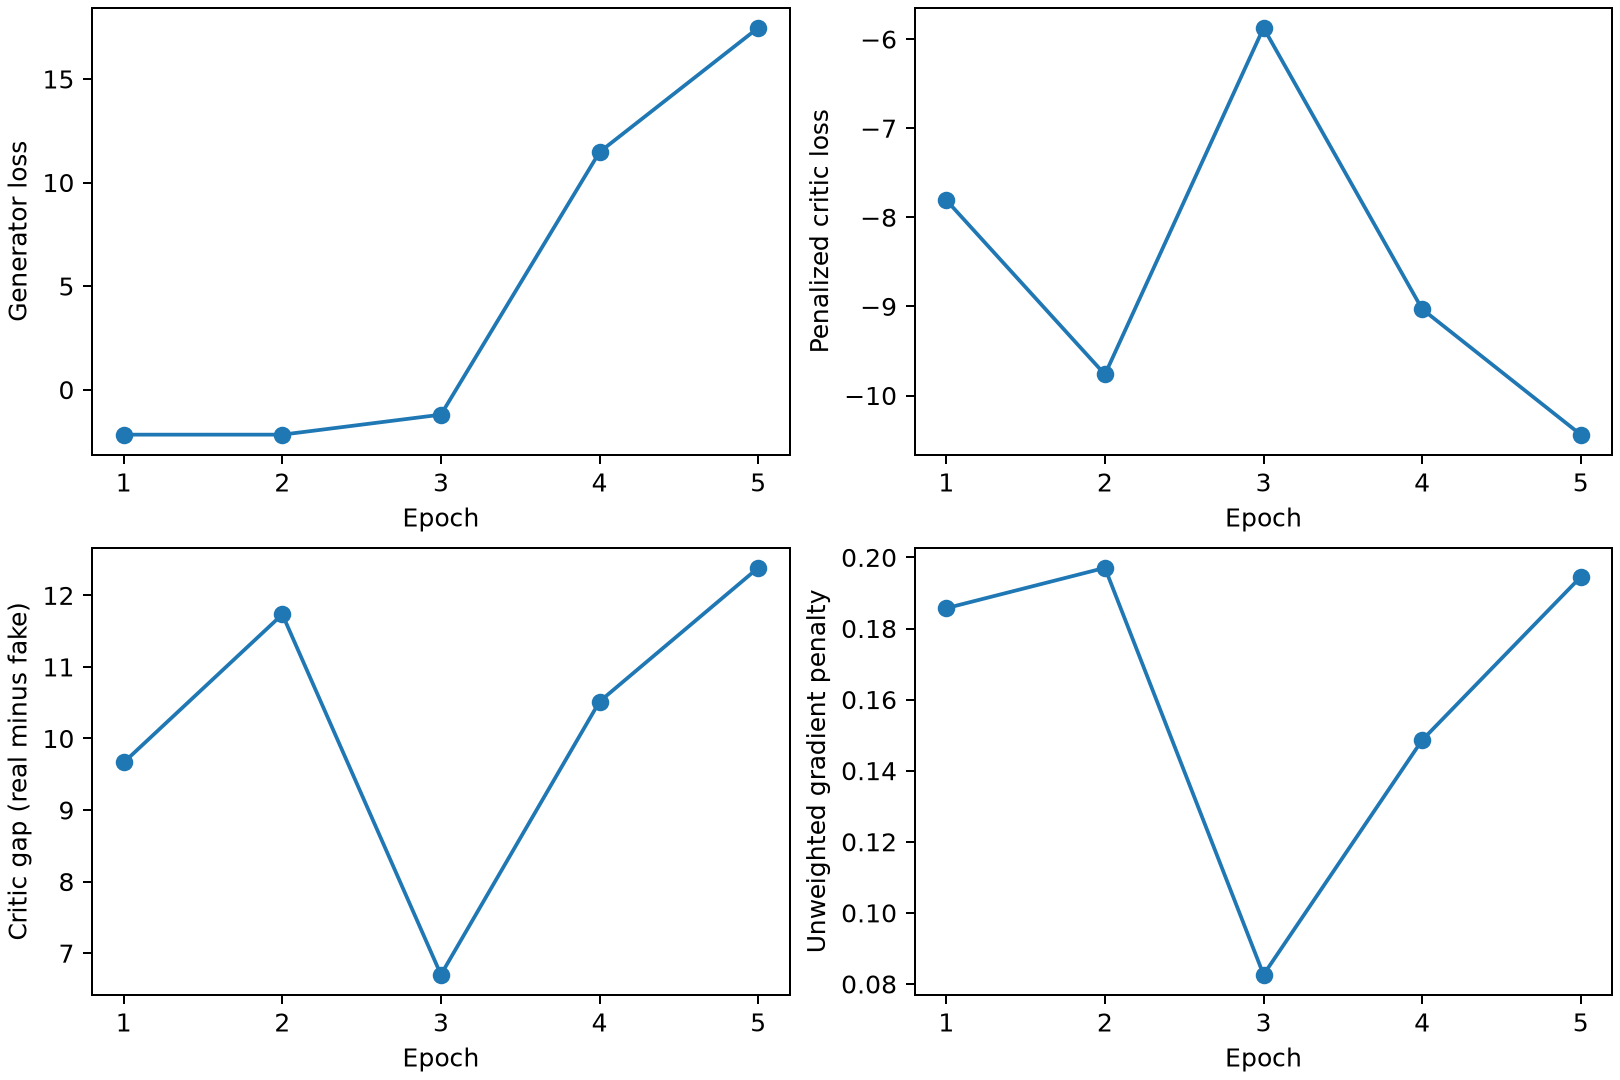 Generator loss
15
10
5
0
1 2 3 4 5
Epoch
Penalized critic loss
−6
−7
−8
−9
−10
1 2 3 4 5
Epoch
Critic gap (real minus fake)
12
11
10
9
8
7
1 2 3 4 5
Epoch
Unweighted gradient penalty
0.20
0.18
0.16
0.14
0.12
0.10
0.08
1 2 3 4 5
Epoch